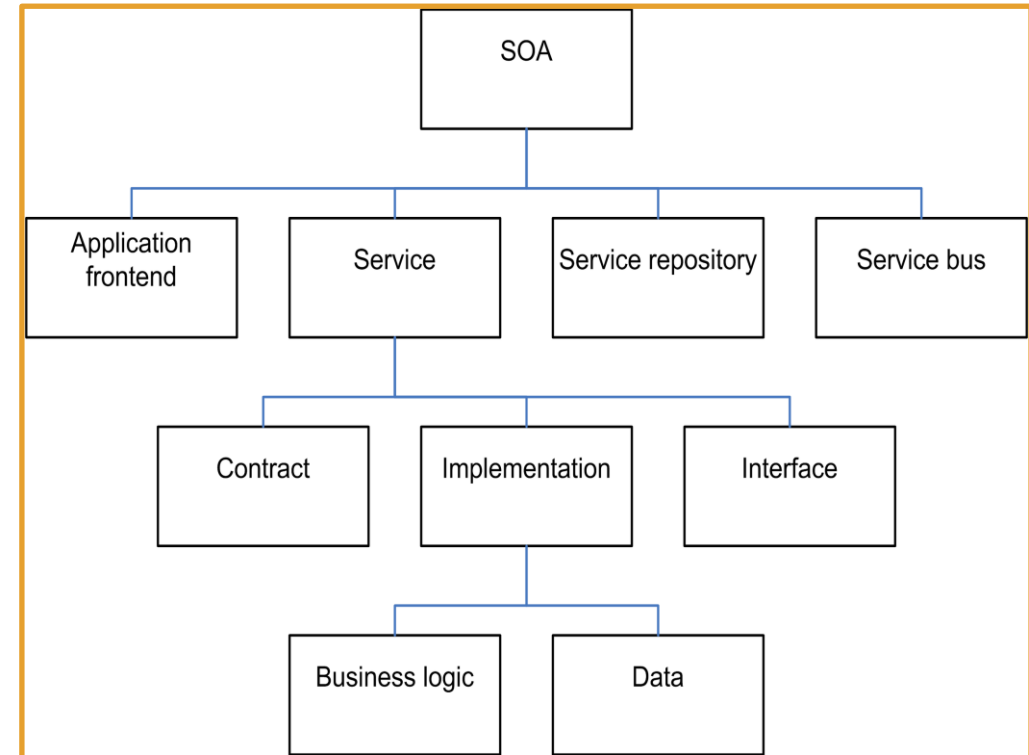 SOA
Application
frontend
Service
Service repository
Service bus
Contract
Implementation
Interface
Business logic
Data